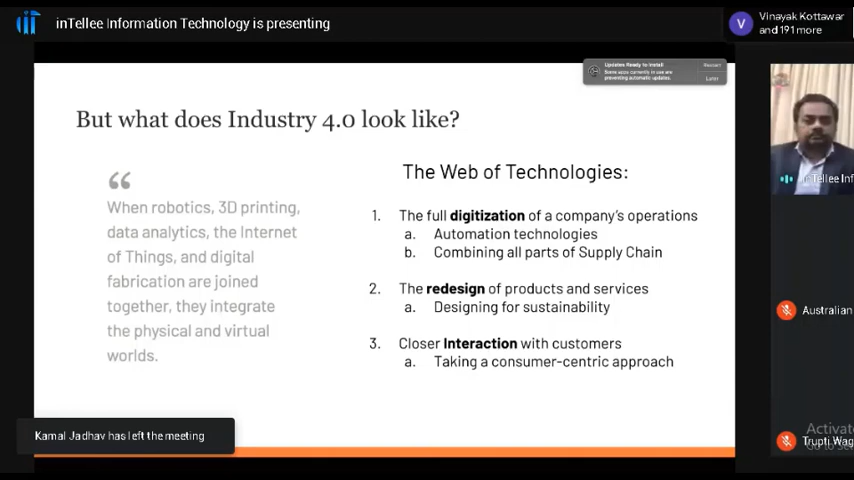 inTellee Information Technology is presenting
V
Vinayak Kottawar
and 191 more
Updates Ready to Install
Some apps currently in use are
preventing automatic updates.
Restart
Later
But what does Industry 4.0 look like?
“
When robotics, 3D printing,
data analytics, the Internet
of Things, and digital
fabrication are joined
together, they integrate
the physical and virtual
worlds.
The Web of Technologies:
1. The full digitization of a company's operations
a. Automation technologies
b. Combining all parts of Supply Chain
2. The redesign of products and services
a. Designing for sustainability
3. Closer Interaction with customers
a. Taking a consumer-centric approach
inTellee Inf
Australian
Activate
Trupti Wag
Kamal Jadhav has left the meeting